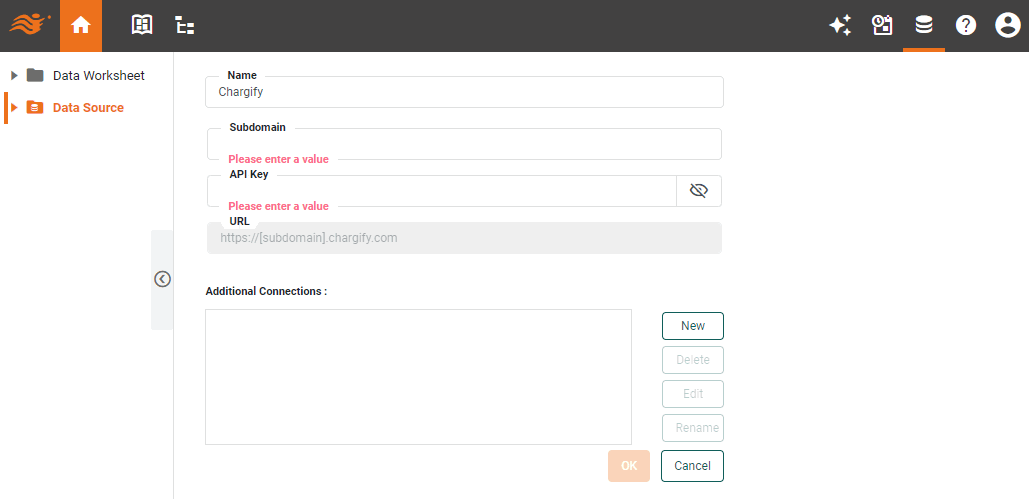 Data Worksheet
Data Source
Name
Chargify
Subdomain
Please enter a value
API Key
Please enter a value
URL
https://[subdomain].chargify.com
Additional Connections :
New
Delete
Edit
Rename
OK
Cancel